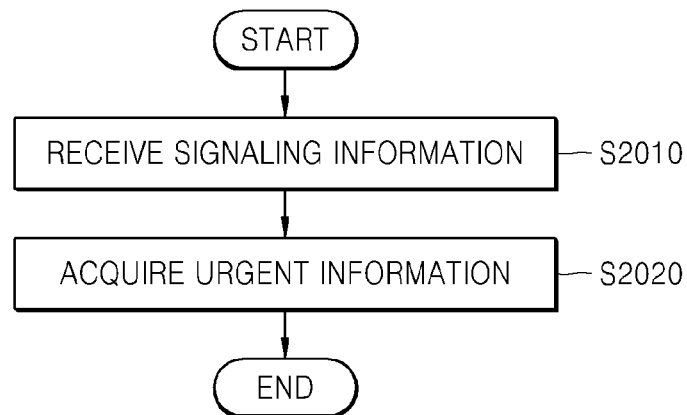 START
RECEIVE SIGNALING INFORMATION S2010
ACQUIRE URGENT INFORMATION S2020
END